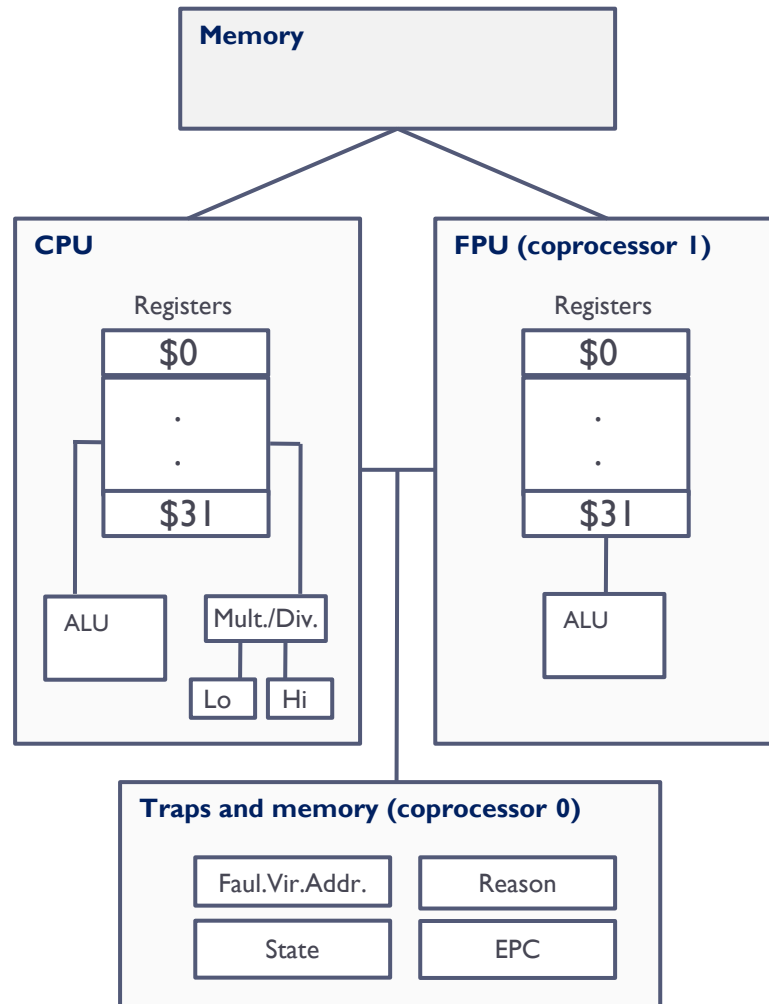 Memory
CPU
Registers
$0
.
.
$31
ALU
Mult./Div.
Lo
Hi
FPU (coprocessor 1)
Registers
$0
.
.
$31
ALU
Traps and memory (coprocessor 0)
Faul.Vir.Addr.
Reason
State
EPC